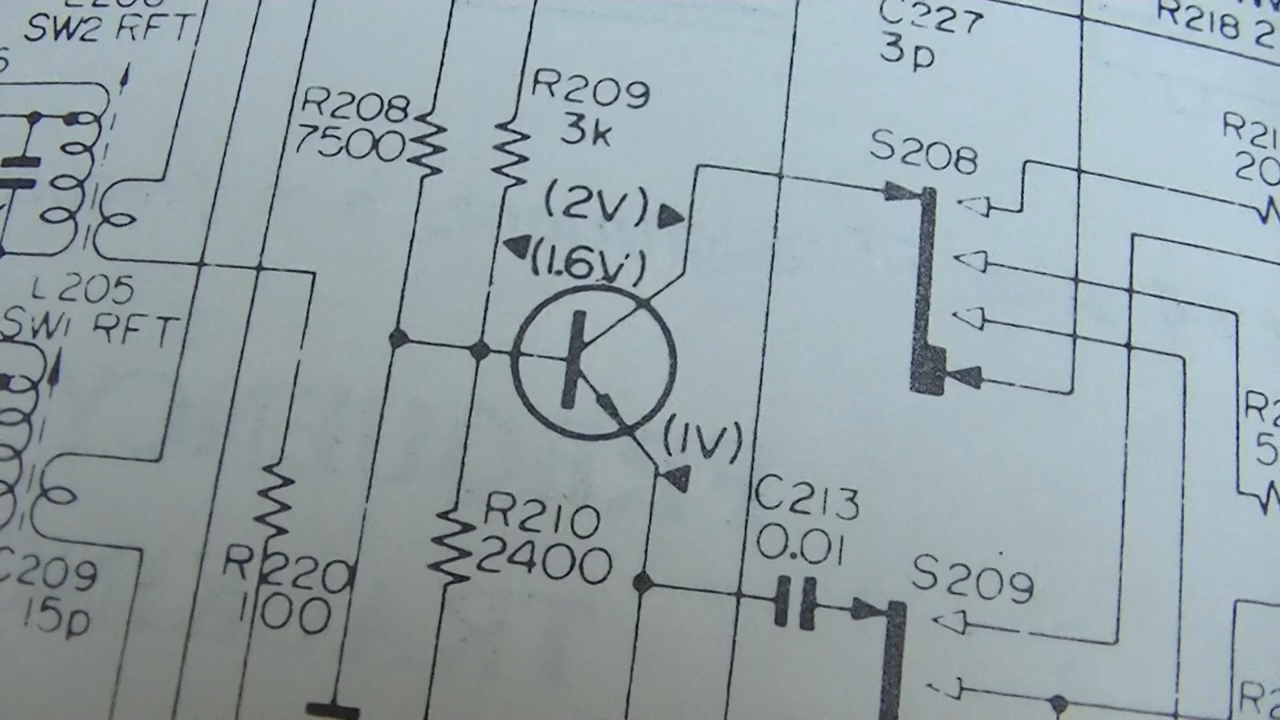 SW2 RFT
L205
SW1 RFT
C209
15p
R208
7500
R209
3k
(2V)
(1.6V)
(1V)
R210
2400
R220
100
C227
3p
R218 2
S208
C213
0.01
S209